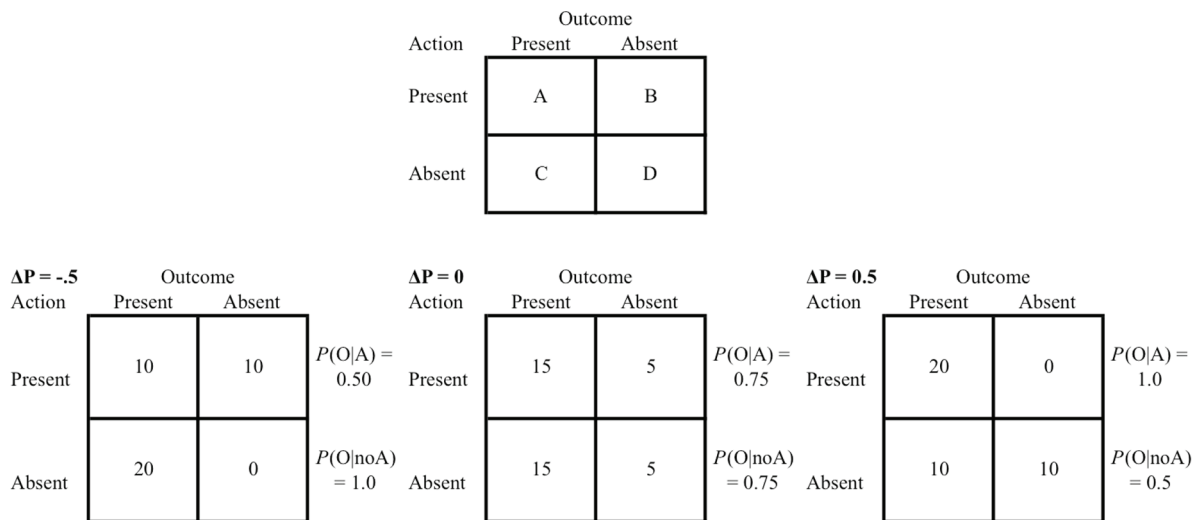 Outcome
Action Present Absent
Present A B
Absent C D
ΔP = -.5 Outcome
Action Present Absent
Present 10 10 P(O|A) =
0.50
Absent 20 0 P(O|noA)
= 1.0
ΔP = 0 Outcome
Action Present Absent
Present 15 5 P(O|A) =
0.75
Absent 15 5 P(O|noA)
= 0.75
ΔP = 0.5 Outcome
Action Present Absent
Present 20 0 P(O|A) =
1.0
Absent 10 10 P(O|noA)
= 0.5